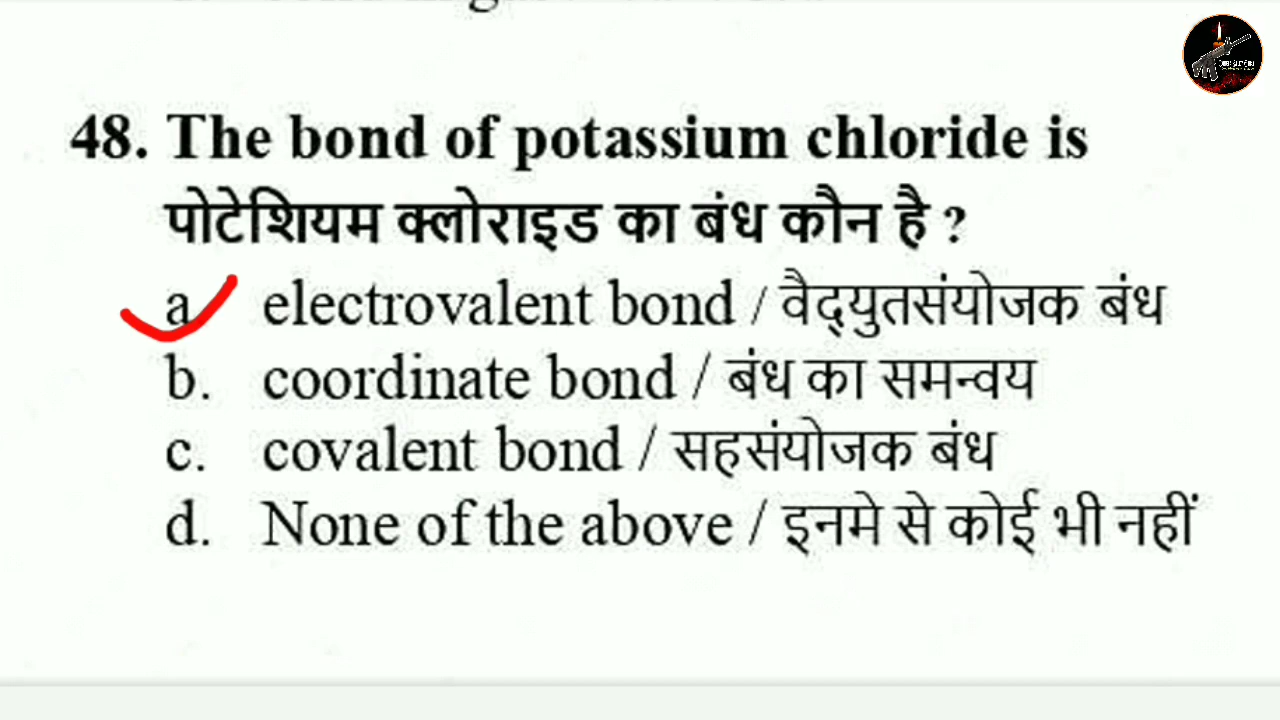 48. The bond of potassium chloride is
पोटेशियम क्लोराइड का बंध कौन है ?
a electrovalent bond / वैद्युतसंयोजक बंध
b. coordinate bond / बंध का समन्वय
c. covalent bond / सहसंयोजक बंध
d. None of the above / इनमे से कोई भी नहीं